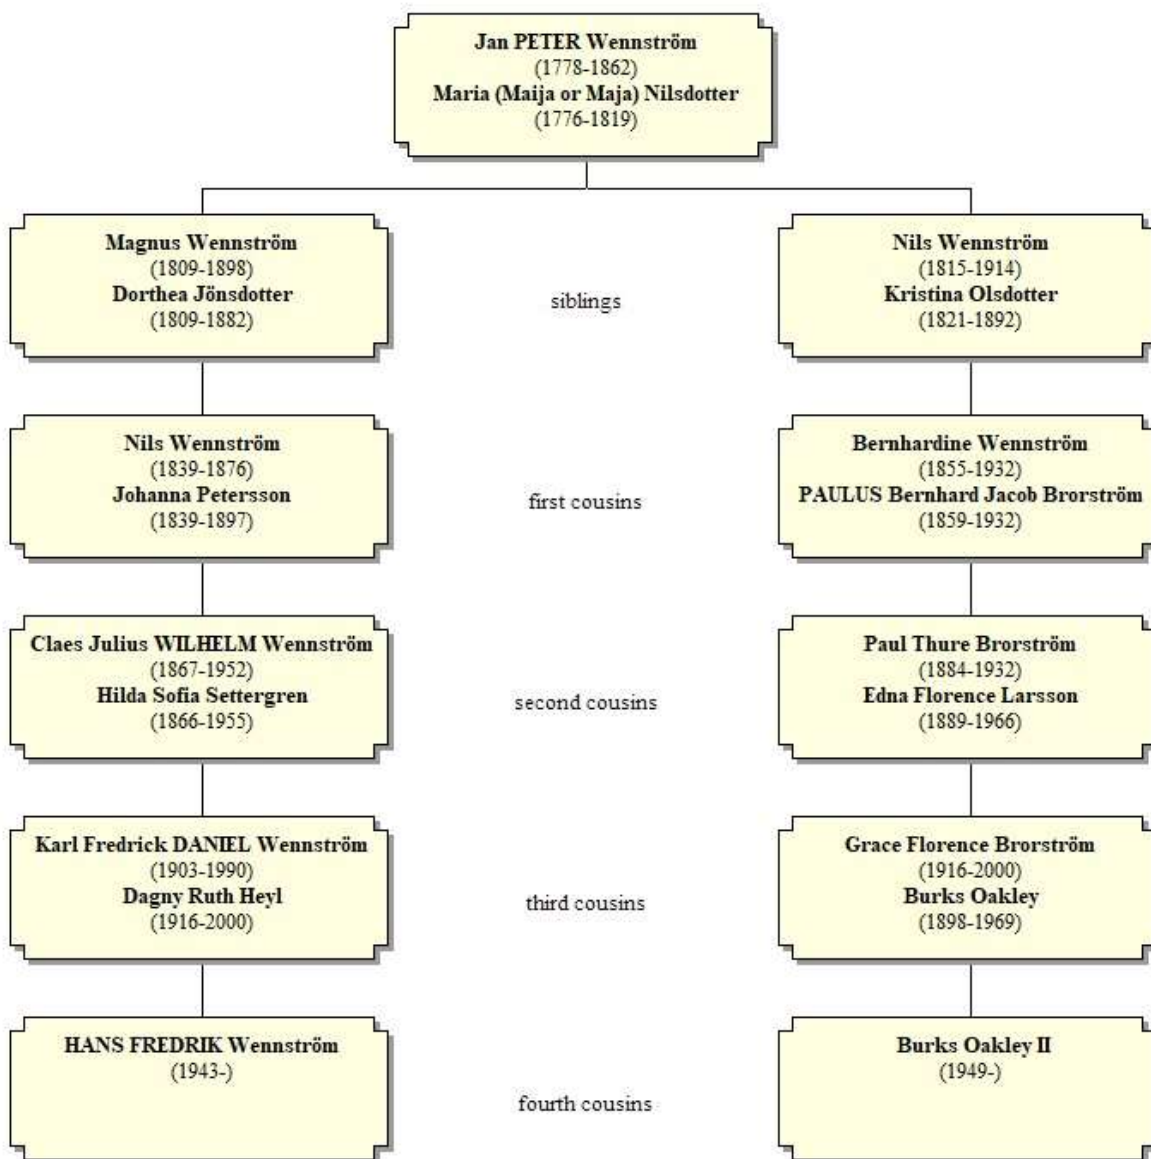 Jan PETER Wennström
(1778-1862)
Maria (Maija or Maja) Nilsdotter
(1776-1819)
Magnus Wennström
(1809-1898)
Dorthea Jönsdotter
(1809-1882)
siblings
Nils Wennström
(1815-1914)
Kristina Olsdotter
(1821-1892)
Nils Wennström
(1839-1876)
Johanna Petersson
(1839-1897)
first cousins
Bernhardine Wennström
(1855-1932)
PAULUS Bernhard Jacob Brorström
(1859-1932)
Claes Julius WILHELM Wennström
(1867-1952)
Hilda Sofia Settergren
(1866-1955)
second cousins
Paul Thure Brorström
(1884-1932)
Edna Florence Larsson
(1889-1966)
Karl Fredrick DANIEL Wennström
(1903-1990)
Dagny Ruth Heyl
(1916-2000)
third cousins
Grace Florence Brorström
(1916-2000)
Burks Oakley
(1898-1969)
HANS FREDRIK Wennström
(1943-)
fourth cousins
Burks Oakley II
(1949-)